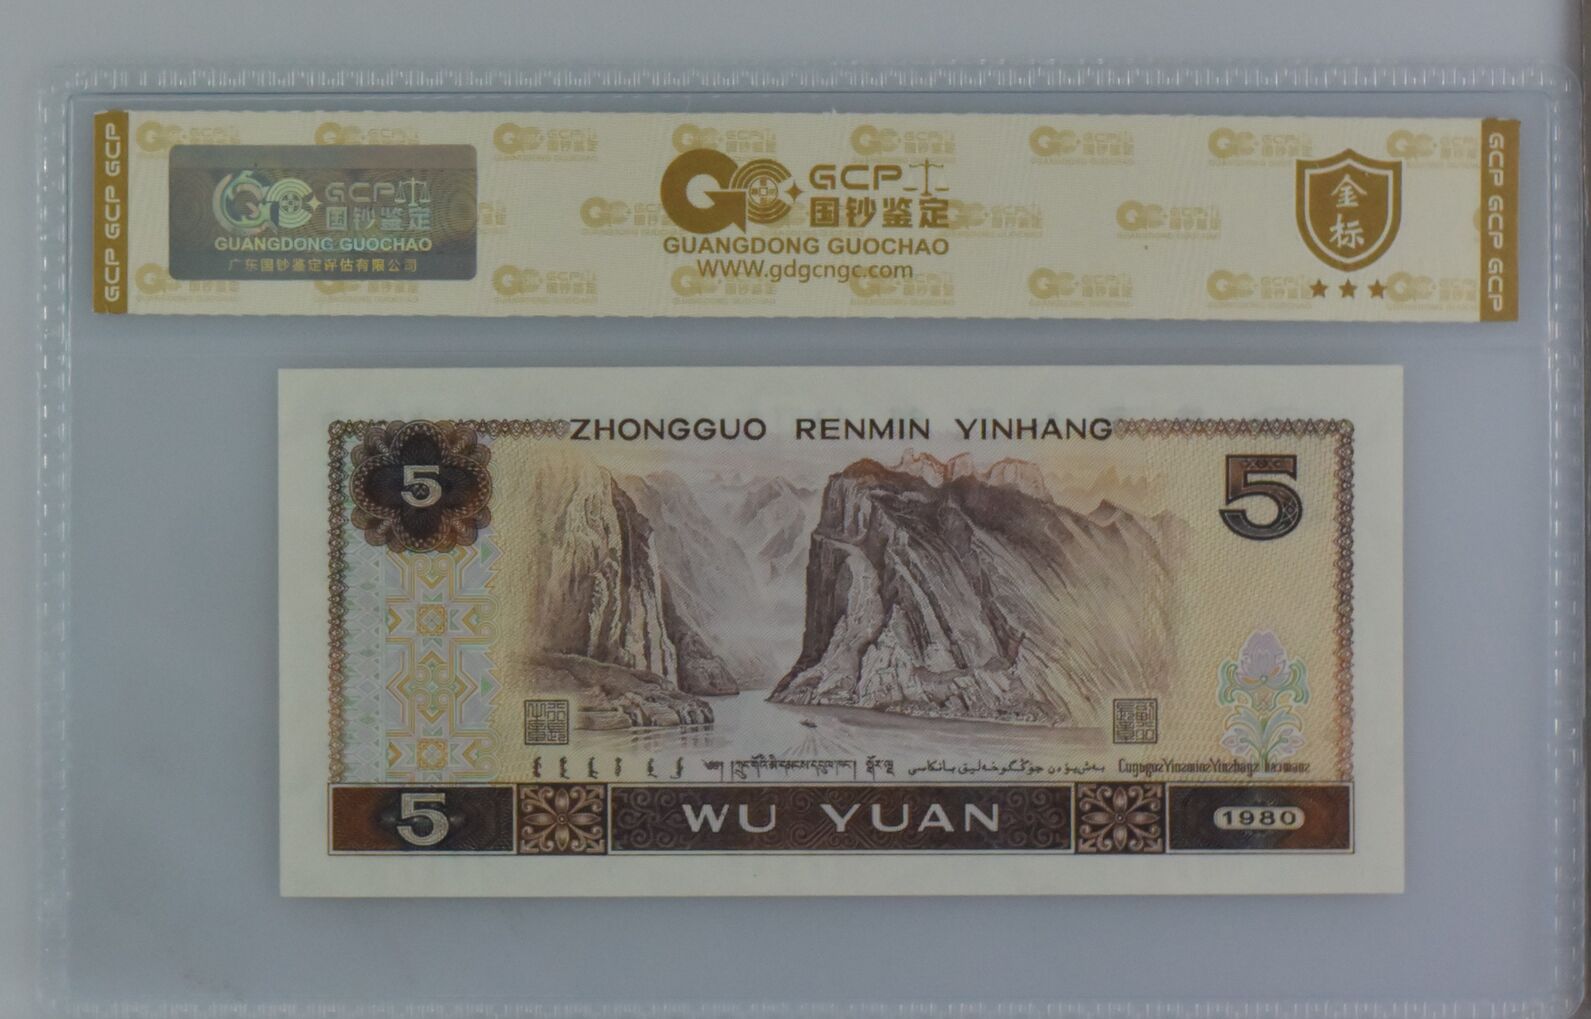 GCP GCP GCP
GCP
国钞鉴定
GUANGDONG GUOCHAO
广东国钞鉴定评估有限公司
GCP
国钞鉴定
GUANGDONG GUOCHAO
WWW.gdgcngc.com
金标
GCP GCP GCP
ZHONGGUO RENMIN YINHANG
5
5
5
WU YUAN
1980